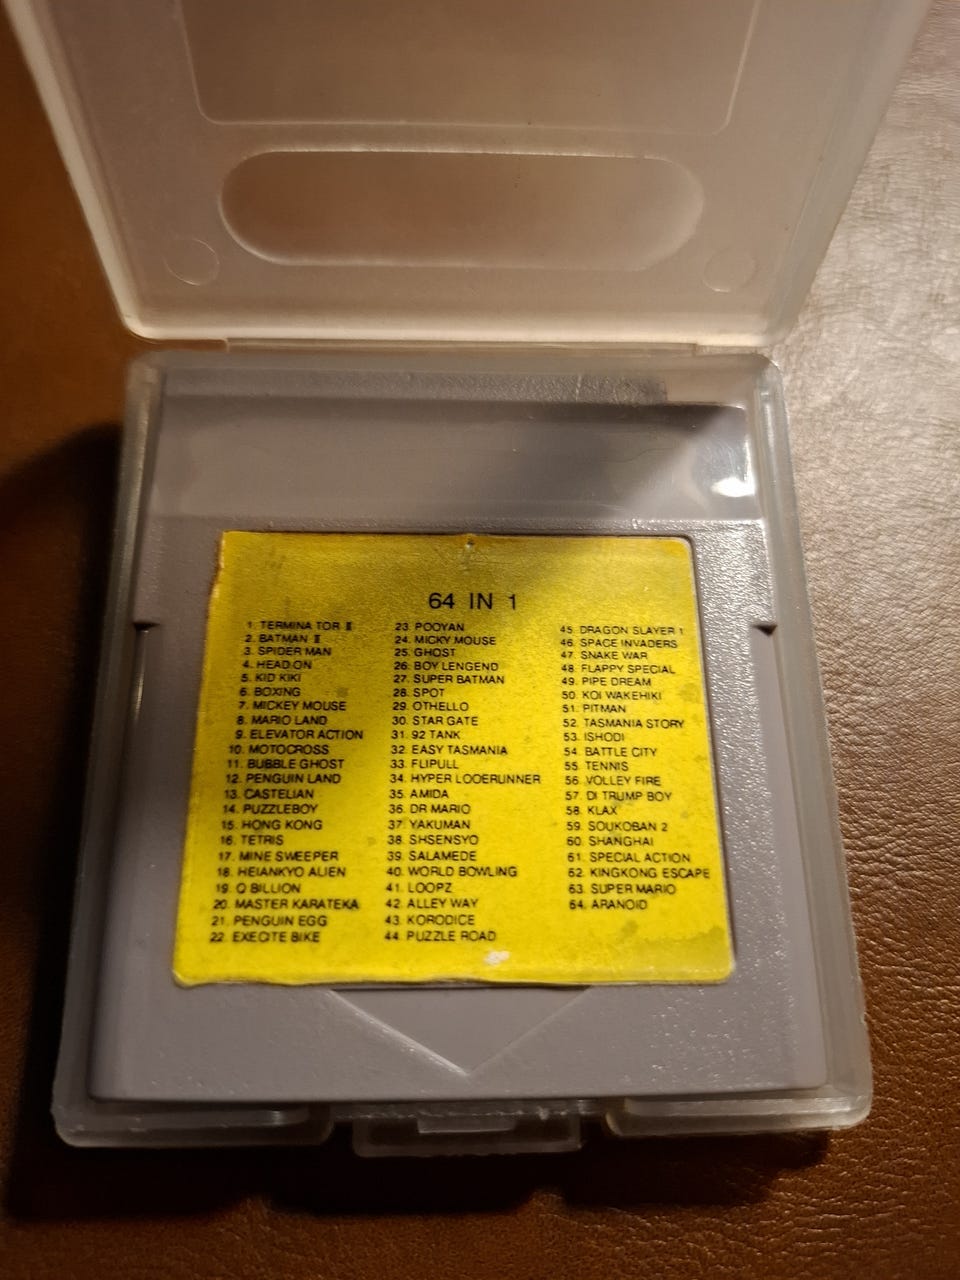 64 IN 1
1. TERMINATOR II
2. BATMAN II
3. SPIDER MAN
4. HEAD ON
5. KID KIKI
6. BOXING
7. MICKEY MOUSE
8. MARIO LAND
9. ELEVATOR ACTION
10. MOTOCROSS
11. BUBBLE GHOST
12. PENGUIN LAND
13. CASTELIAN
14. PUZZLEBOY
15. HONG KONG
16. TETRIS
17. MINE SWEEPER
18. HEIANKYO ALIEN
19. Q BILLION
20. MASTER KARATEKA
21. PENGUIN EGG
22. EXECITE BIKE
23. POOYAN
24. MICKY MOUSE
25. GHOST
26. BOY LENGEND
27. SUPER BATMAN
28. SPOT
29. OTHELLO
30. STAR GATE
31. 92 TANK
32. EASY TASMANIA
33. FLIPULL
34. HYPER LOOERUNNER
35. AMIDA
36. DR MARIO
37. YAKUMAN
38. SHSENSYO
39. SALAMEDE
40. WORLD BOWLING
41. LOOPZ
42. ALLEY WAY
43. KORODICE
44. PUZZLE ROAD
45. DRAGON SLAYER 1
46. SPACE INVADERS
47. SNAKE WAR
48. FLAPPY SPECIAL
49. PIPE DREAM
50. KOI WAKEHIKI
51. PITMAN
52. TASMANIA STORY
53. ISHODI
54. BATTLE CITY
55. TENNIS
56. VOLLEY FIRE
57. DI TRUMP BOY
58. KLAX
59. SOUKOBAN 2
60. SHANGHAI
61. SPECIAL ACTION
62. KINGKONG ESCAPE
63. SUPER MARIO
64. ARANOID